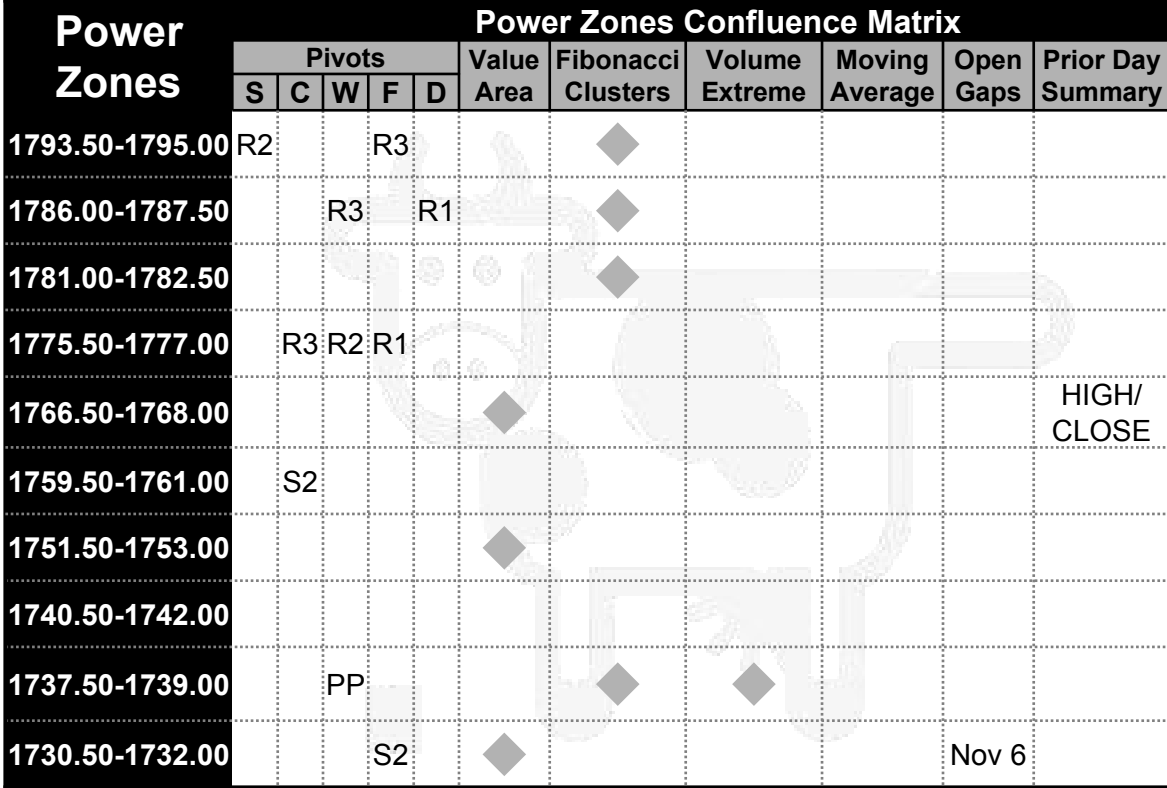 Power Zones Confluence Matrix
Power
Zones
Pivots
Value Area
Fibonacci Clusters
Volume Extreme
Moving Average
Open Gaps
Prior Day Summary
S C W F D
1793.50-1795.00 R2 R3
1786.00-1787.50 R3 R1
1781.00-1782.50
1775.50-1777.00 R3 R2 R1
1766.50-1768.00 HIGH/
CLOSE
1759.50-1761.00 S2
1751.50-1753.00
1740.50-1742.00
1737.50-1739.00 PP
1730.50-1732.00 S2 Nov 6